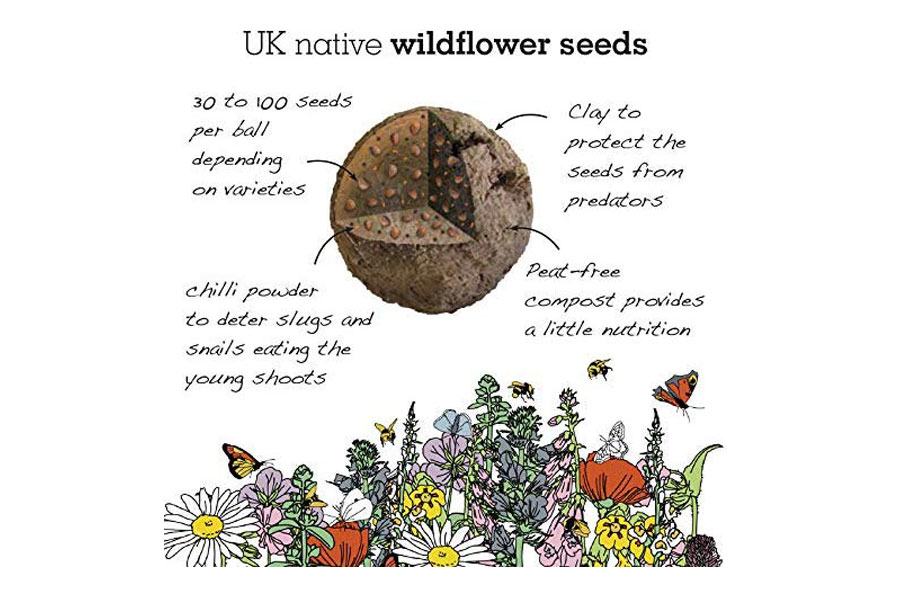 UK native wildflower seeds
30 to 100 seeds
per ball
depending
on varieties
Clay to
protect the
seeds from
predators
chilli powder
to deter slugs and
snails eating the
young shoots
Peat-free
compost provides
a little nutrition